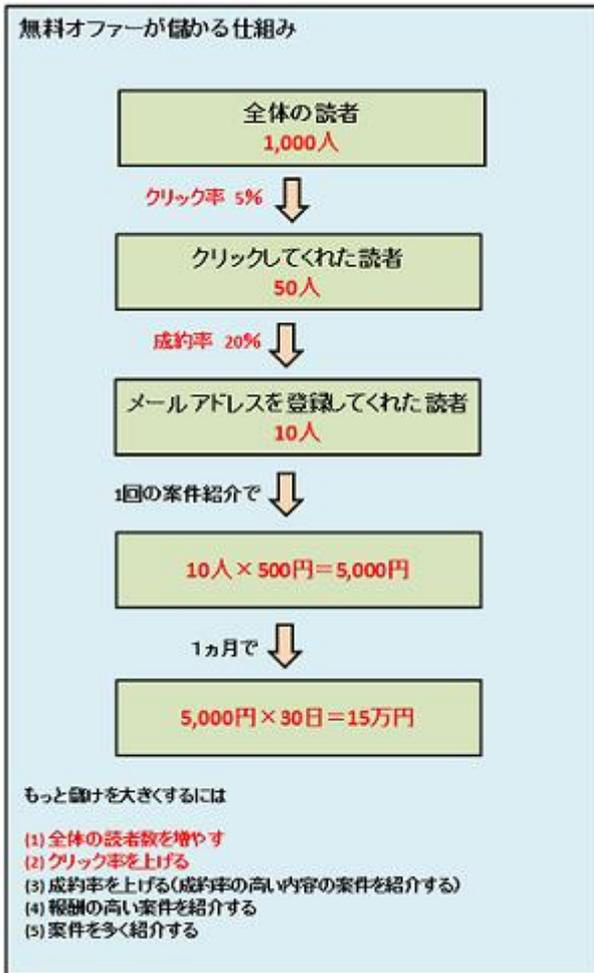 無料オファーが儲かる仕組み
全体の読者
1,000人
クリック率 5%
クリックしてくれた読者
50人
成約率 20%
メールアドレスを登録してくれた読者
10人
1回の案件紹介で
10人×500円＝5,000円
1ヵ月で
5,000円×30日＝15万円
もっと儲けを大きくするには
(1) 全体の読者数を増やす
(2) クリック率を上げる
(3) 成約率を上げる(成約率の高い内容の案件を紹介する)
(4) 報酬の高い案件を紹介する
(5) 案件を多く紹介する